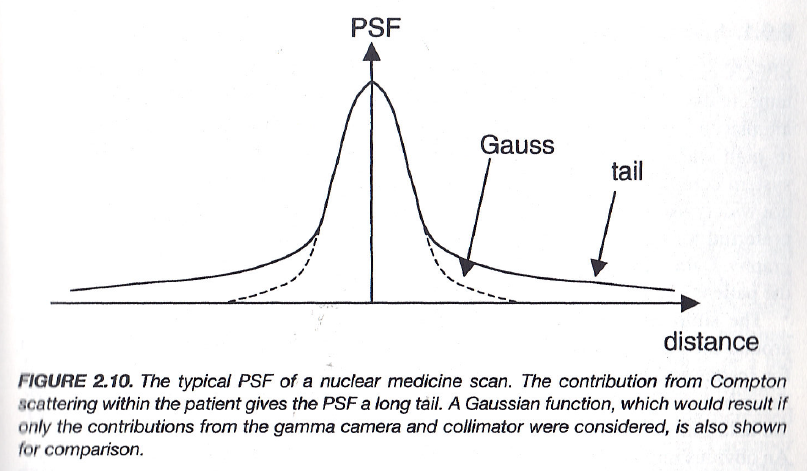 PSF
Gauss
tail
distance
FIGURE 2.10. The typical PSF of a nuclear medicine scan. The contribution from Compton
scattering within the patient gives the PSF a long tail. A Gaussian function, which would result if
only the contributions from the gamma camera and collimator were considered, is also shown
for comparison.